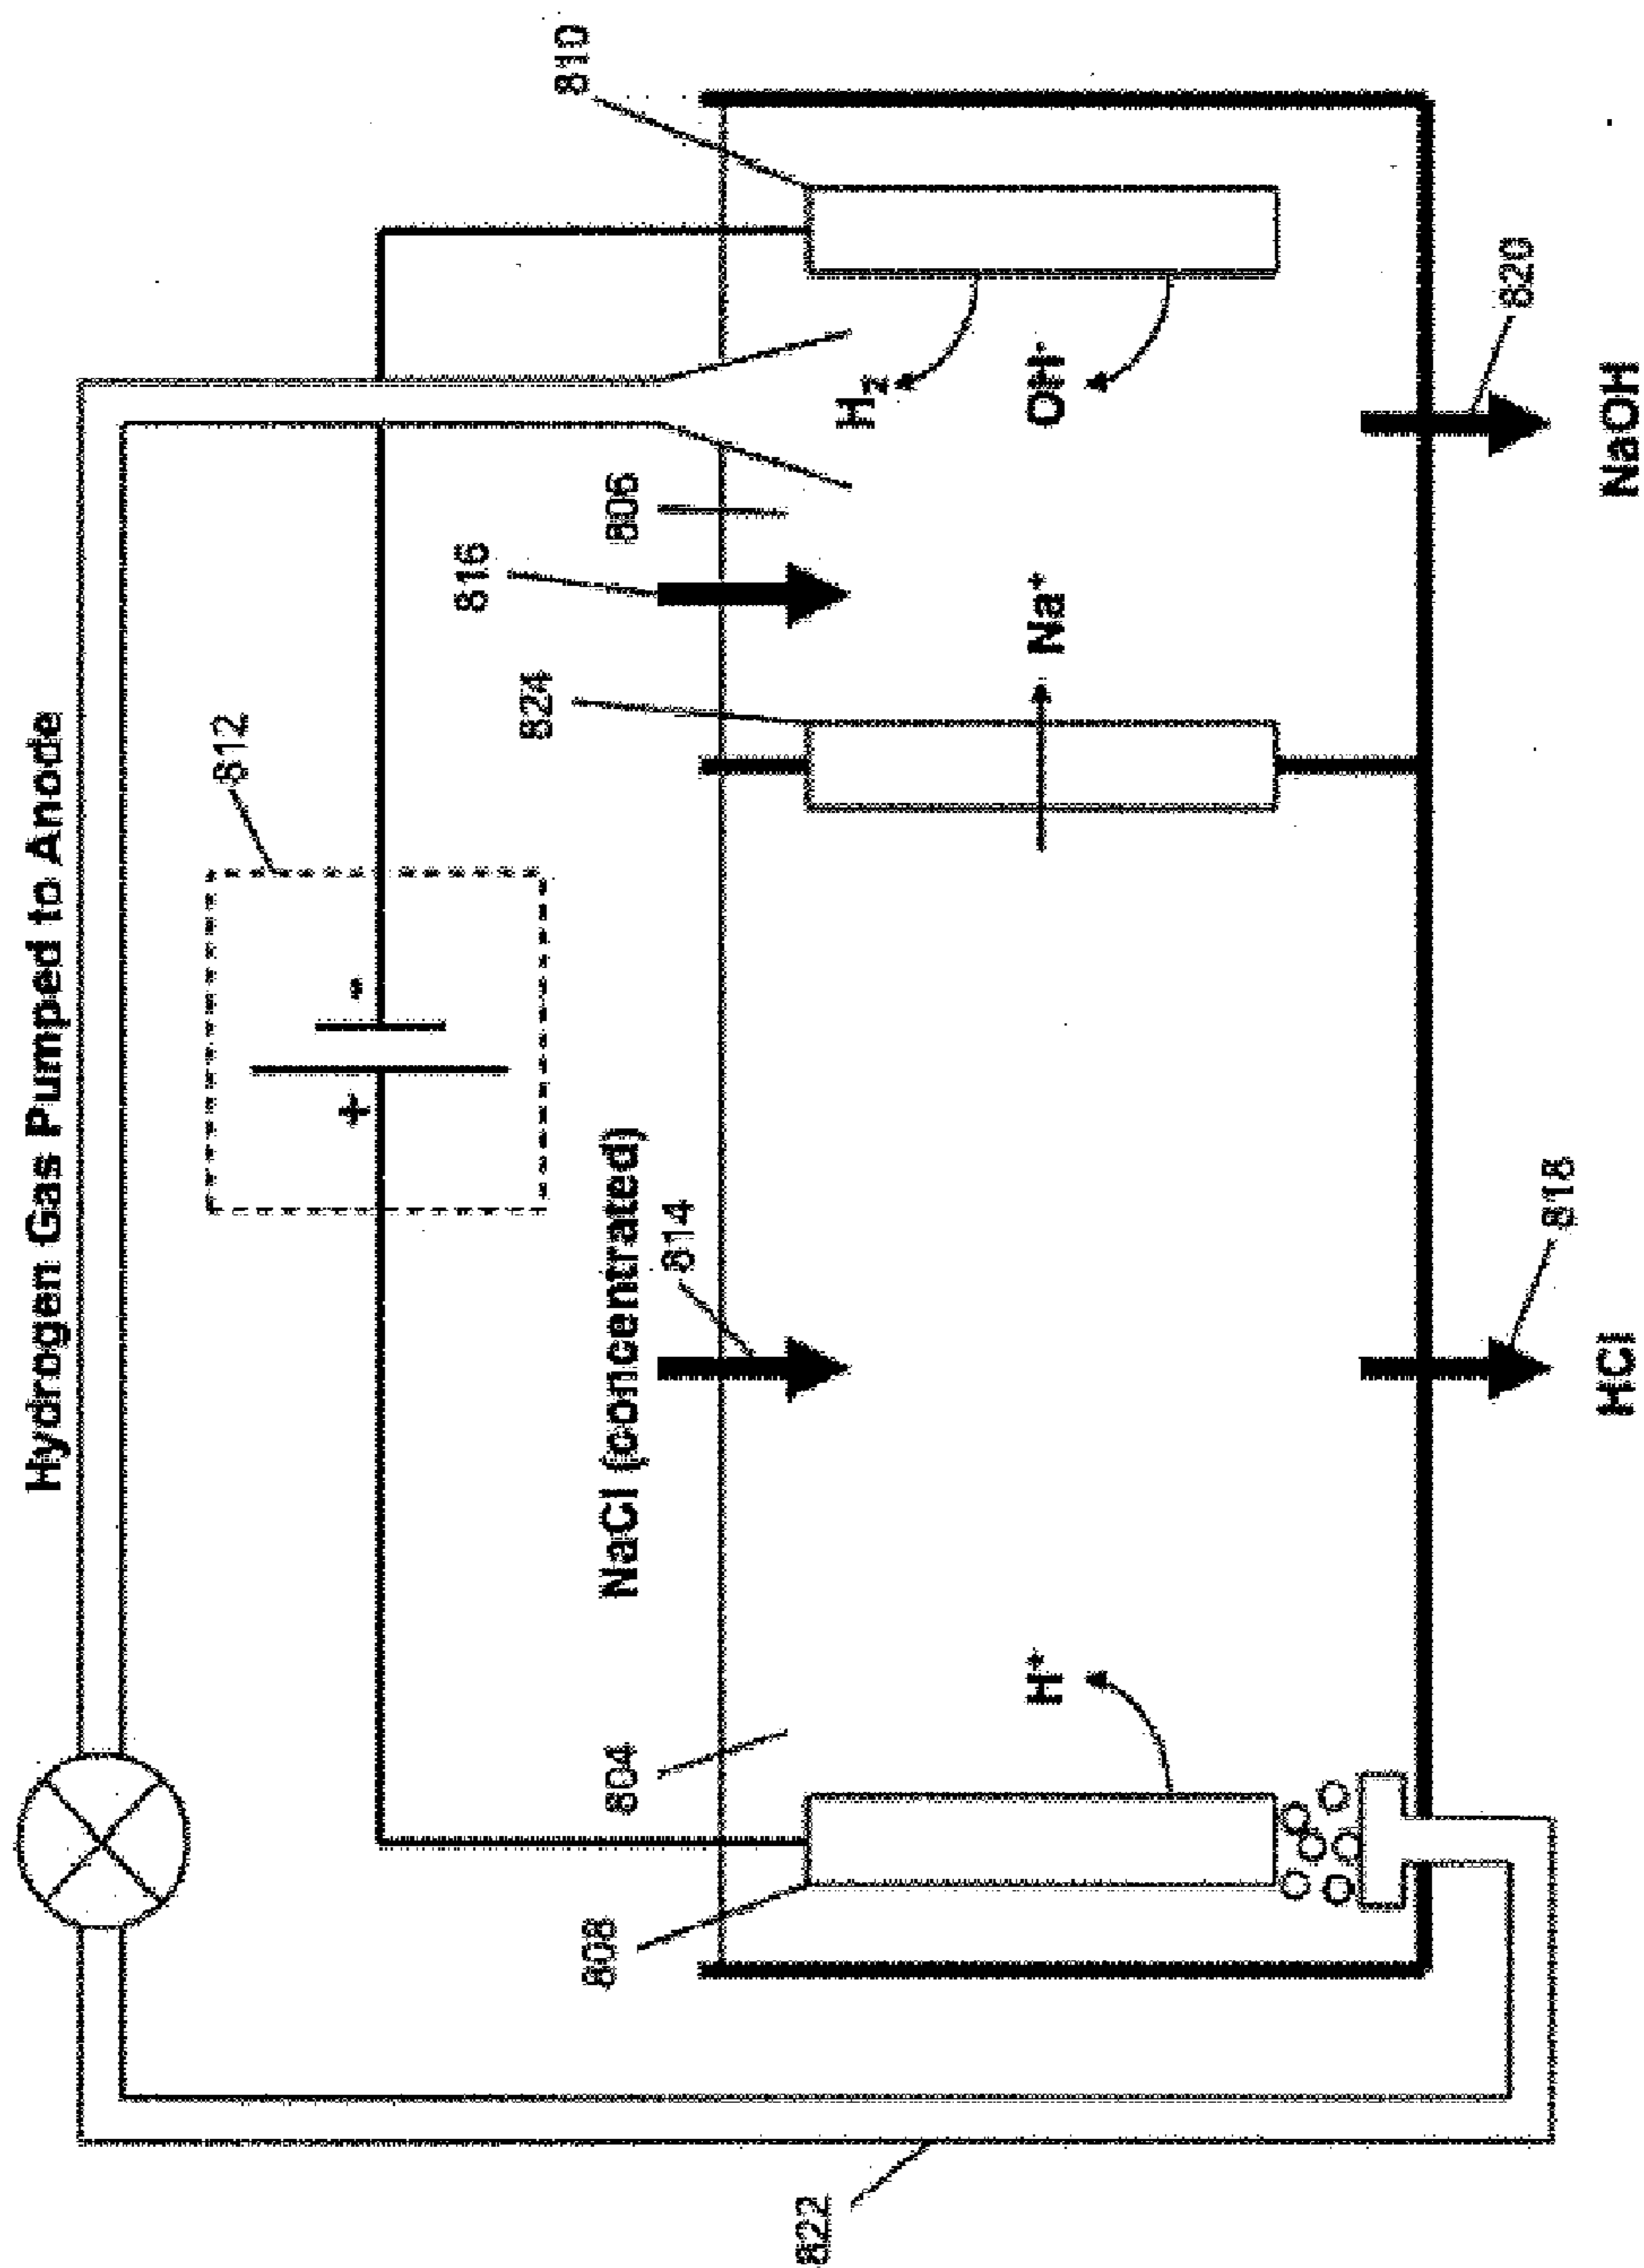 Hydrogen Gas Pumped to Anode
812
+
-
810
816
824
806
NaCl (concentrated)
814
804
808
H₂
OH-
Na+
H+
822
818
820
HCl
NaOH